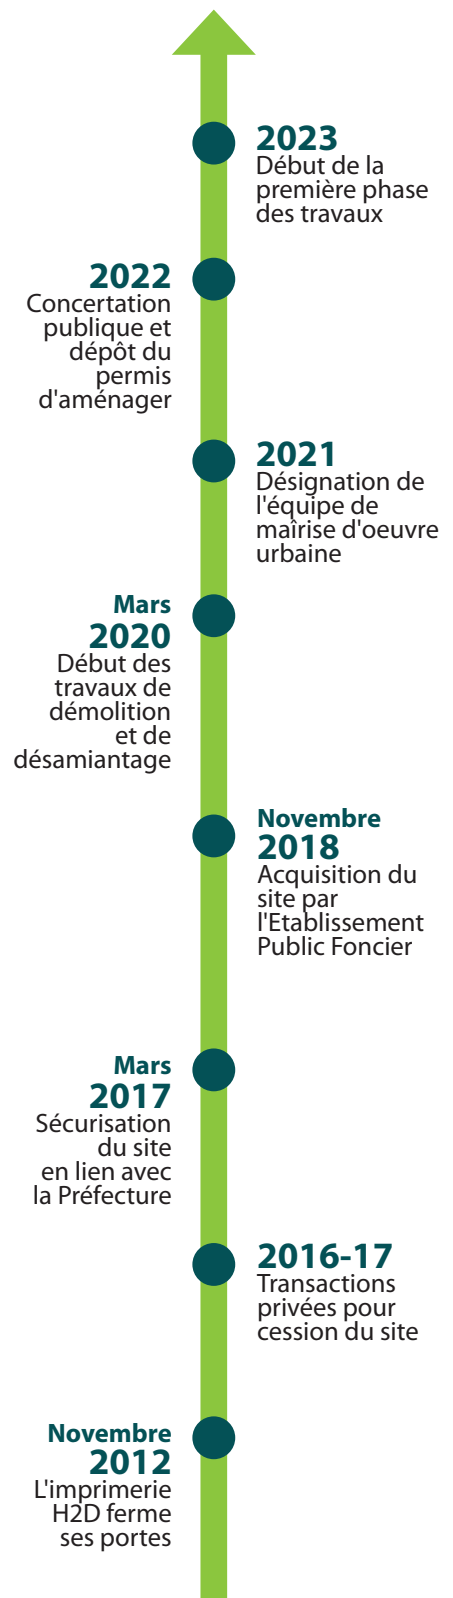 2023
Début de la
première phase
des travaux
2022
Concertation
publique et
dépôt du
permis
d'aménager
2021
Désignation de
l'équipe de
maîrise d'oeuvre
urbaine
Mars
2020
Début des
travaux de
démolition
et de
désamiantage
Novembre
2018
Acquisition du
site par
l'Etablissement
Public Foncier
Mars
2017
Sécurisation
du site
en lien avec
la Préfecture
2016-17
Transactions
privées pour
cession du site
Novembre
2012
L'imprimerie
H2D ferme
ses portes